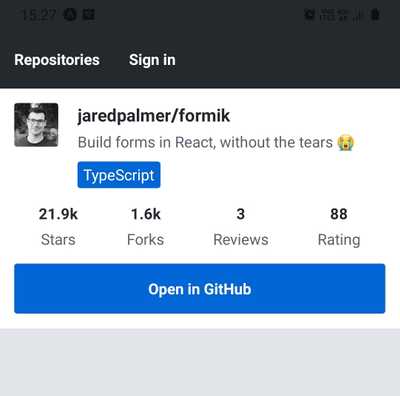 15.27
Repositories Sign in
jaredpalmer/formik
Build forms in React, without the tears 😭
TypeScript
21.9k 1.6k 3 88
Stars Forks Reviews Rating
Open in GitHub